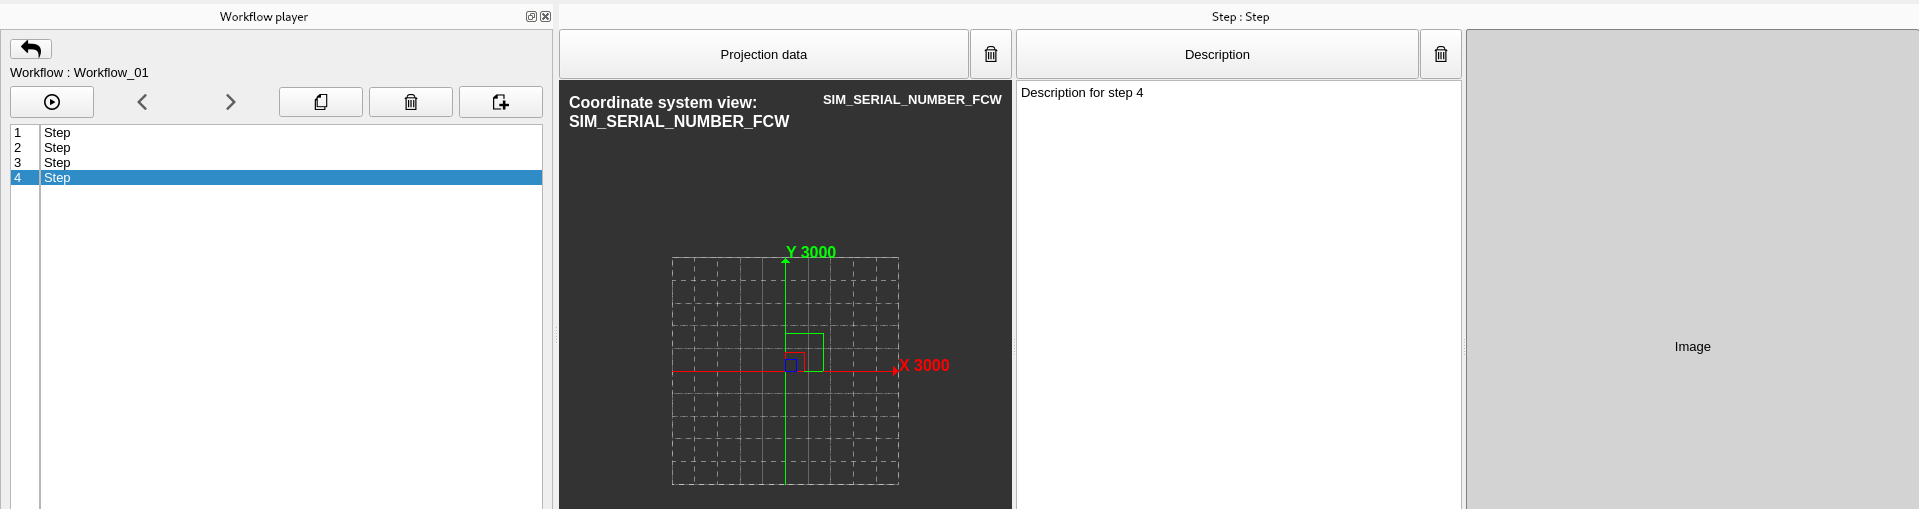 Workflow player
Step : Step
Workflow : Workflow_01
1 Step
2 Step
3 Step
4 Step
Projection data
Coordinate system view:
SIM_SERIAL_NUMBER_FCW
SIM_SERIAL_NUMBER_FCW
Y 3000
X 3000
Description
Description for step 4
Image